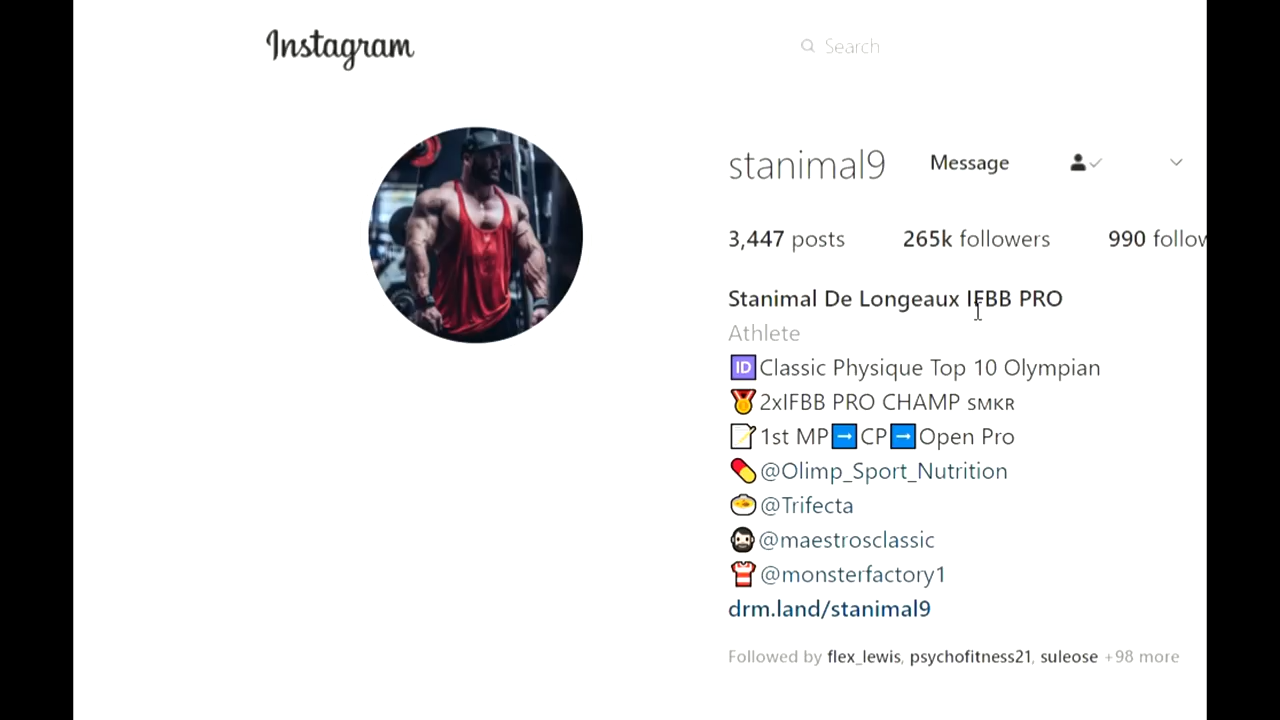 Instagram
Search
stanimal9 Message
3,447 posts 265k followers 990 follow
Stanimal De Longeaux IFBB PRO
Athlete
🆔Classic Physique Top 10 Olympian
🏅2xIFBB PRO CHAMP sᴍᴋʀ
📝1st MP➡️CP➡️Open Pro
💊@Olimp_Sport_Nutrition
🍲@Trifecta
🧔🏻@maestrosclassic
👕@monsterfactory1
drm.land/stanimal9
Followed by flex_lewis, psychofitness21, suleose +98 more